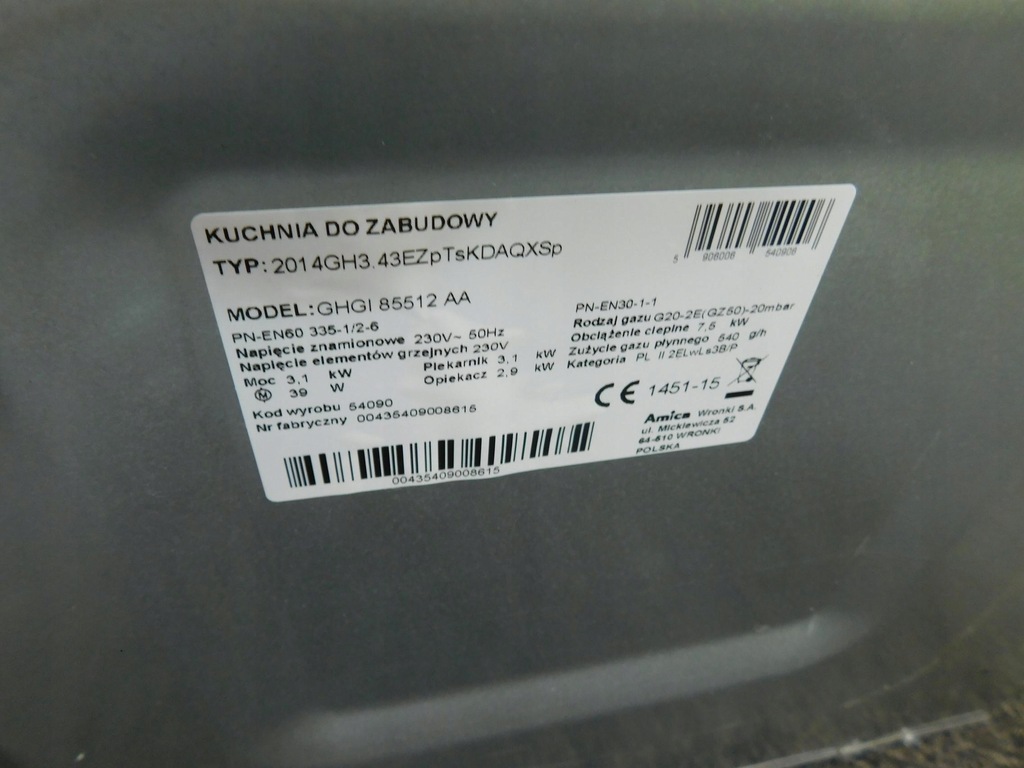 KUCHNIA DO ZABUDOWY
TYP: 2014GH3.43EZpTsKDAQXSp
MODEL: GHGI 85512 AA
PN-EN60 335-1/2-6
Napięcie znamionowe 230V~ 50Hz
Napięcie elementów grzejnych 230V
Moc 3,1 kW Piekarnik 3,1 kW
M 39 W Opiekacz 2,9 kW
Kod wyrobu 54090
Nr fabryczny 00435409008615
00435409008615
5 906006 540906
PN-EN30-1-1
Rodzaj gazu G20-2E(GZ50)-20mbar
Obciążenie cieplne 7,5 kW
Zużycie gazu płynnego 540 g/h
Kategoria PL II 2ELwLs3B/P
CE 1451-15
Amica Wronki S.A.
ul. Mickiewicza 52
64-510 WRONKI
POLSKA